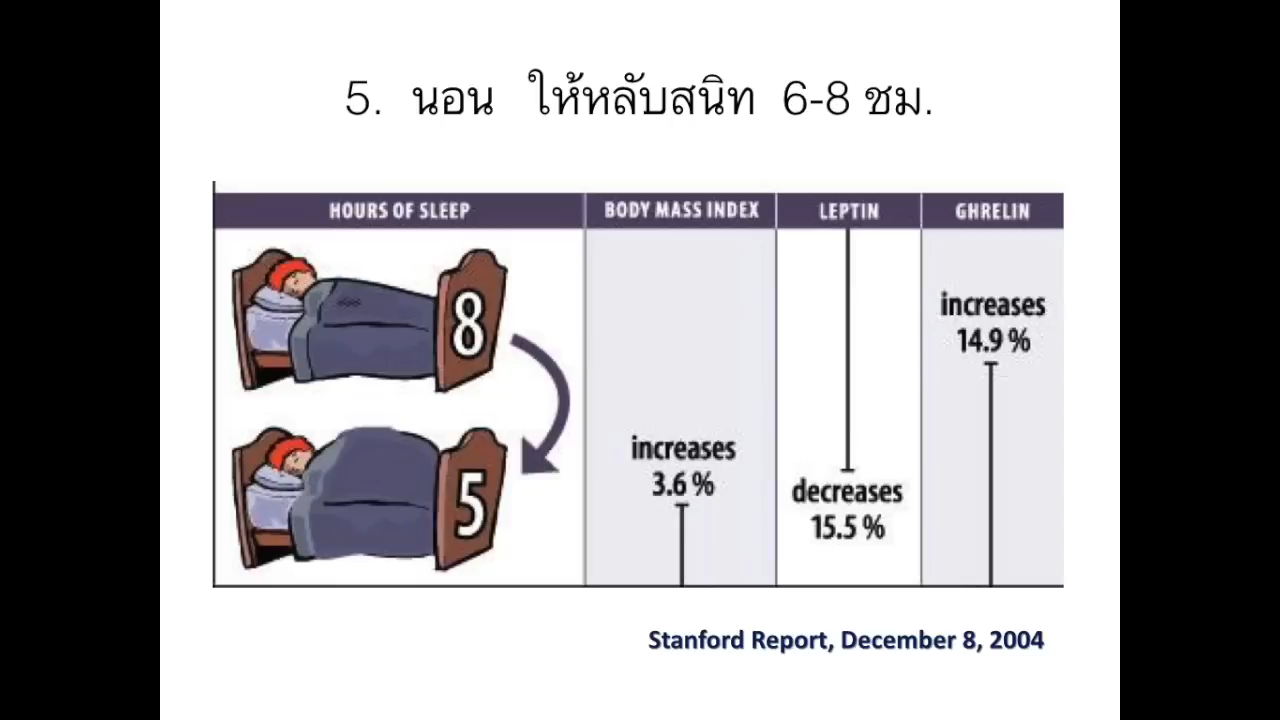 5. นอน ให้หลับสนิท 6-8 ชม.
HOURS OF SLEEP BODY MASS INDEX LEPTIN GHRELIN
8
increases
14.9 %
increases
3.6 %
5
decreases
15.5 %
Stanford Report, December 8, 2004